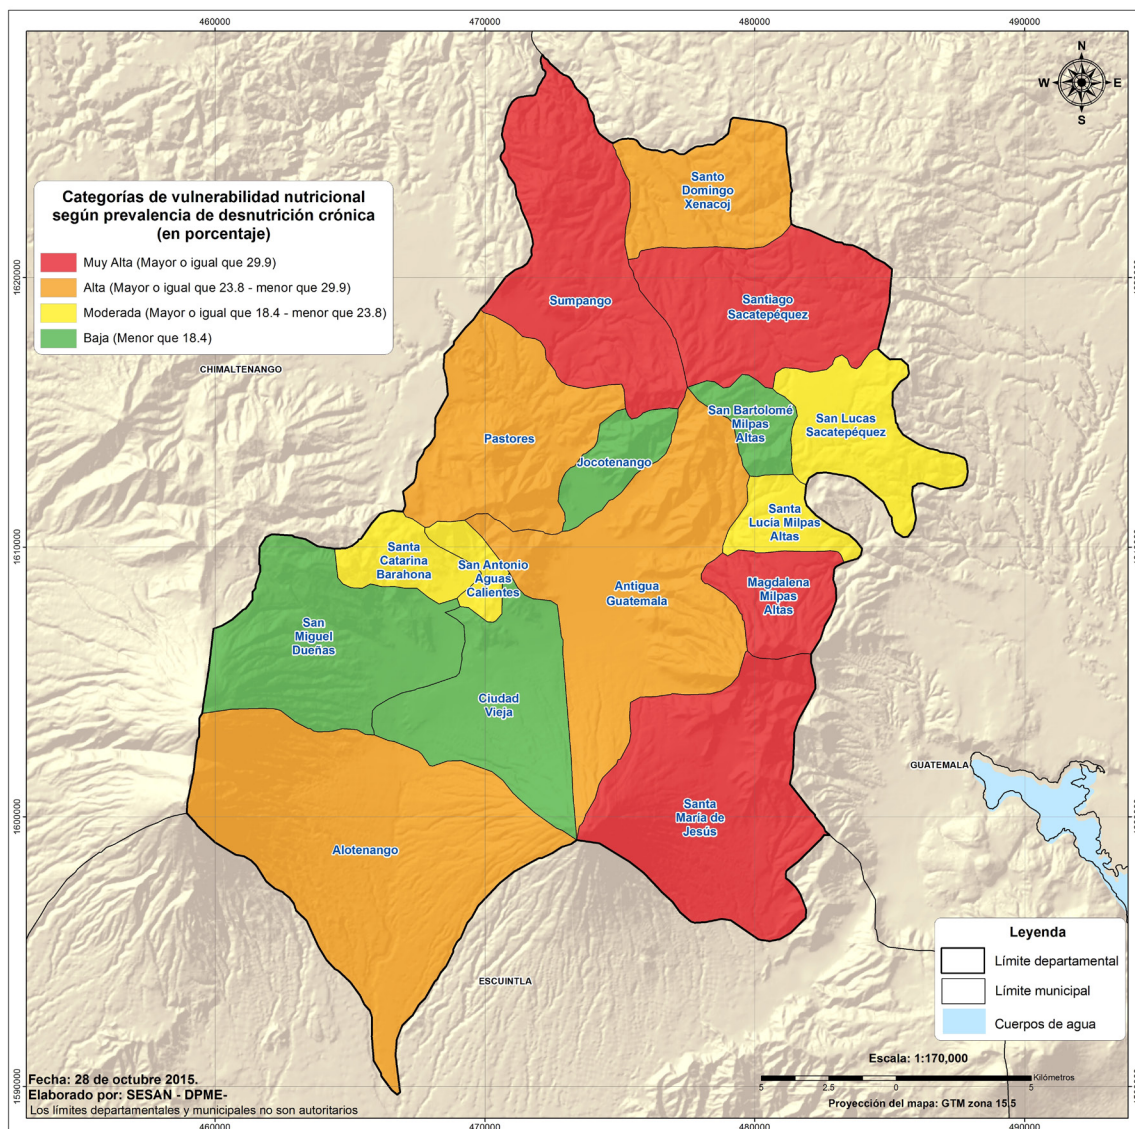 460000
470000
480000
490000
N
W
E
S
Categorías de vulnerabilidad nutricional
según prevalencia de desnutrición crónica
(en porcentaje)
Muy Alta (Mayor o igual que 29.9)
Alta (Mayor o igual que 23.8 - menor que 29.9)
Moderada (Mayor o igual que 18.4 - menor que 23.8)
Baja (Menor que 18.4)
Santo
Domingo
Xenacoj
1620000
Sumpango
Santiago
Sacatepéquez
CHIMALTENANGO
Pastores
San Bartolomé
Milpas
Altas
San Lucas
Sacatepéquez
Jocotenango
Santa
Lucia Milpas
Altas
1610000
Santa
Catarina
Barahona
San Antonio
Aguas
Calientes
Antigua
Guatemala
Magdalena
Milpas
Altas
San
Miguel
Dueñas
Ciudad
Vieja
GUATEMALA
1600000
Santa
María de
Jesús
Alotenango
ESCUINTLA
Leyenda
Límite departamental
Límite municipal
Cuerpos de agua
Escala: 1:170,000
Kilómetros
5
2.5
0
5
Proyección del mapa: GTM zona 15.5
1590000
Fecha: 28 de octubre 2015.
Elaborado por: SESAN - DPME-
Los límites departamentales y municipales no son autoritarios
460000
470000
480000
490000